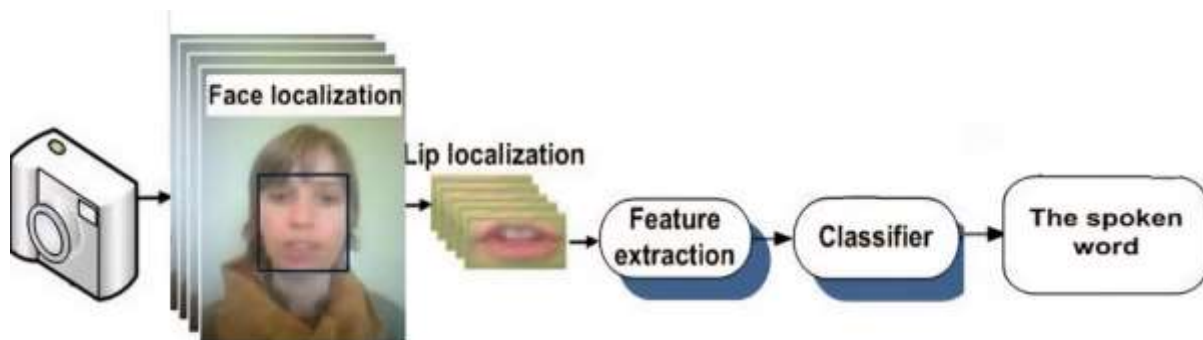 Face localization
Lip localization
Feature
extraction
Classifier
The spoken
word